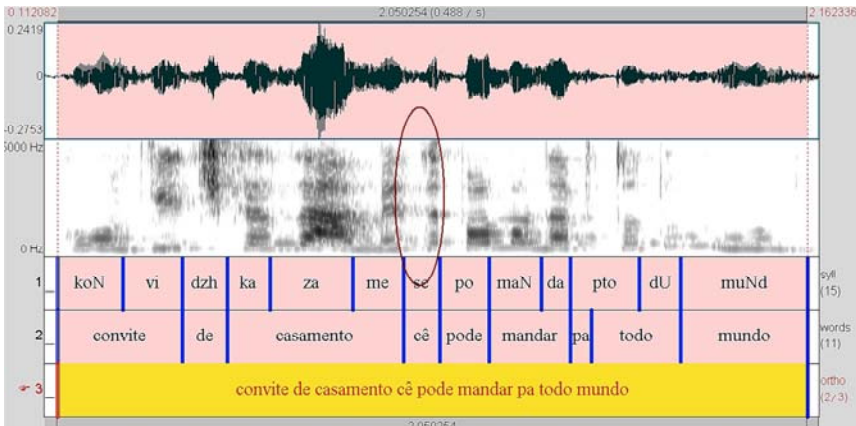 0.112082 2.050254 (0.488 / s) 2.162336
0.2419
0
-0.2753
5000 Hz
0 Hz
1 koN vi dzh ka za me se po maN da pto dU muNd syll (15)
2 convite de casamento cê pode mandar pa todo mundo words (11)
3 convite de casamento cê pode mandar pa todo mundo ortho (2/3)
2.050254